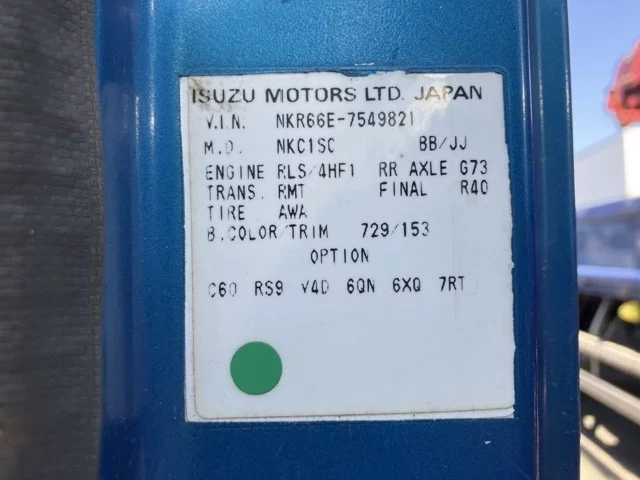 ISUZU MOTORS LTD. JAPAN
V.I.N. NKR66E-7549821
M.D. NKC1SC BB/JJ
ENGINE RLS/4HF1 RR AXLE G73
TRANS. RMT FINAL R40
TIRE AWA
B.COLOR/TRIM 729/153
OPTION
C60 RS9 V4D 6QN 6XQ 7RT